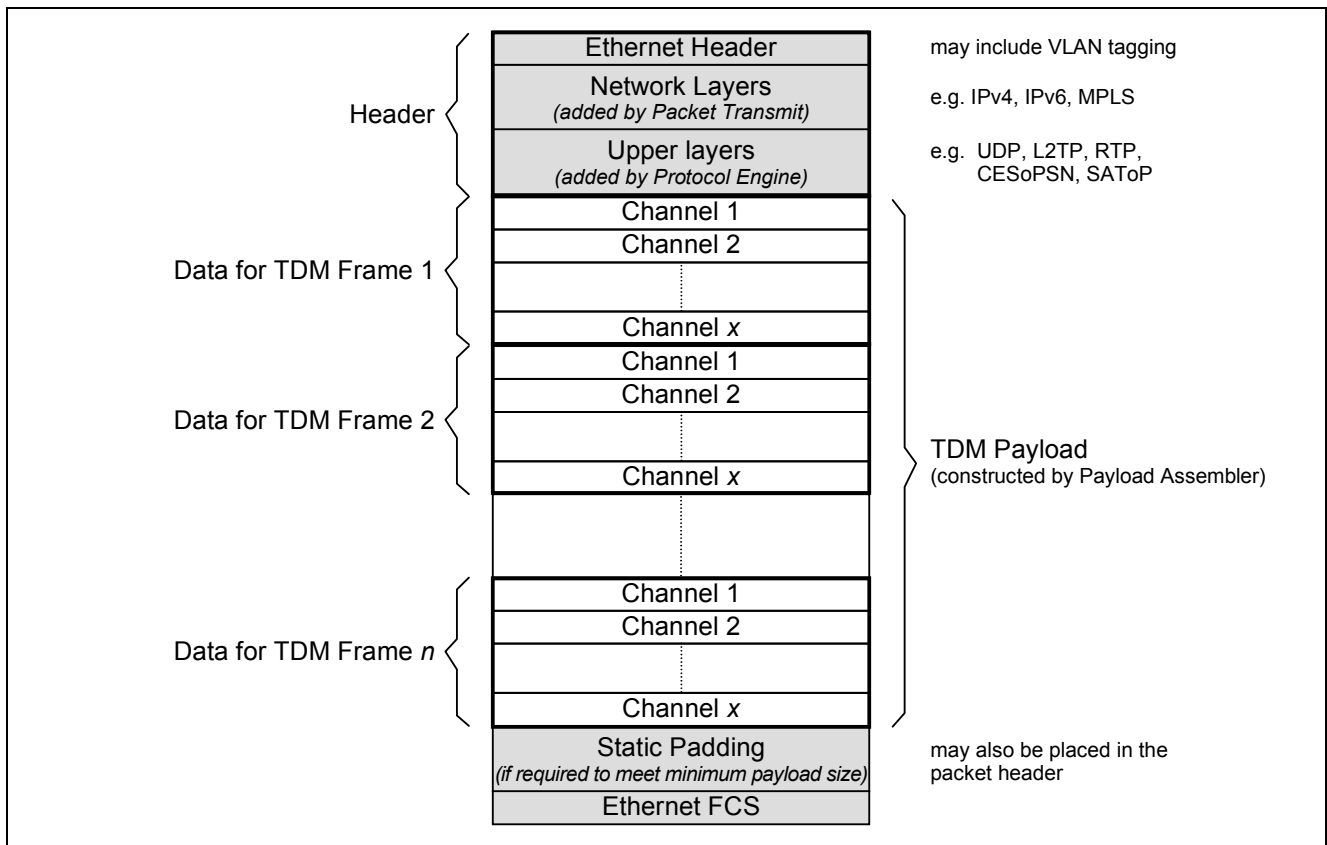 Ethernet Header
may include VLAN tagging
Header
Network Layers
(added by Packet Transmit)
e.g. IPv4, IPv6, MPLS
Upper layers
(added by Protocol Engine)
e.g. UDP, L2TP, RTP,
CESoPSN, SAToP
Data for TDM Frame 1
Channel 1
Channel 2
Channel x
Data for TDM Frame 2
Channel 1
Channel 2
Channel x
TDM Payload
(constructed by Payload Assembler)
Data for TDM Frame n
Channel 1
Channel 2
Channel x
Static Padding
(if required to meet minimum payload size)
may also be placed in the
packet header
Ethernet FCS